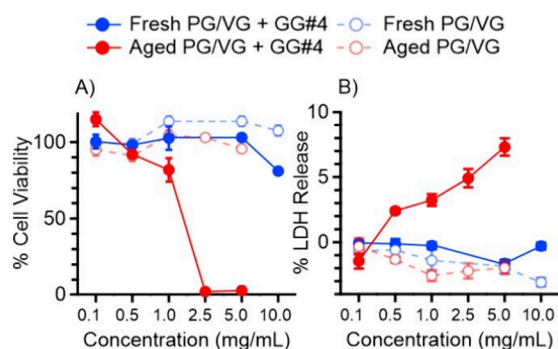 Fresh PG/VG + GG#4 Fresh PG/VG
Aged PG/VG + GG#4 Aged PG/VG
A)
% Cell Viability
100
50
0
0.1 0.5 1.0 2.5 5.0 10.0
Concentration (mg/mL)
B)
% LDH Release
10
5
0
0.1 0.5 1.0 2.5 5.0 10.0
Concentration (mg/mL)